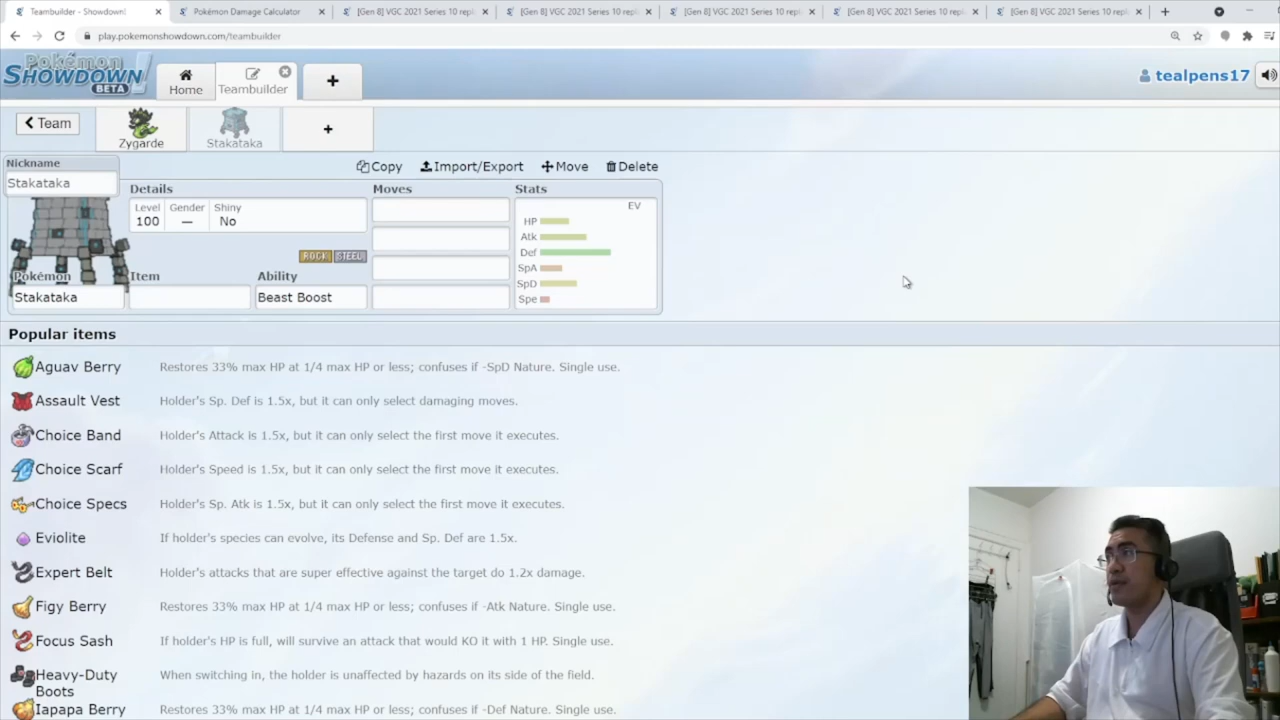 Teambuilder - Showdown!
Pokémon Damage Calculator
[Gen 8] VGC 2021 Series 10 repl
[Gen 8] VGC 2021 Series 10 repl
[Gen 8] VGC 2021 Series 10 repl
[Gen 8] VGC 2021 Series 10 repl
[Gen 8] VGC 2021 Series 10 repl
play.pokemonshowdown.com/teambuilder
Pokémon
Showdown!
BETA
Home
Teambuilder
tealpens17
Team
Zygarde
Stakataka
Nickname
Stakataka
Copy
Import/Export
Move
Delete
Details
Moves
Stats
Level
Gender
Shiny
100
—
No
EV
HP
Atk
Def
SpA
SpD
Spe
ROCK STEEL
Pokémon
Item
Ability
Stakataka
Beast Boost
Popular items
Aguav Berry Restores 33% max HP at 1/4 max HP or less; confuses if -SpD Nature. Single use.
Assault Vest Holder's Sp. Def is 1.5x, but it can only select damaging moves.
Choice Band Holder's Attack is 1.5x, but it can only select the first move it executes.
Choice Scarf Holder's Speed is 1.5x, but it can only select the first move it executes.
Choice Specs Holder's Sp. Atk is 1.5x, but it can only select the first move it executes.
Eviolite If holder's species can evolve, its Defense and Sp. Def are 1.5x.
Expert Belt Holder's attacks that are super effective against the target do 1.2x damage.
Figy Berry Restores 33% max HP at 1/4 max HP or less; confuses if -Atk Nature. Single use.
Focus Sash If holder's HP is full, will survive an attack that would KO it with 1 HP. Single use.
Heavy-Duty Boots When switching in, the holder is unaffected by hazards on its side of the field.
Iapapa Berry Restores 33% max HP at 1/4 max HP or less; confuses if -Def Nature. Single use.